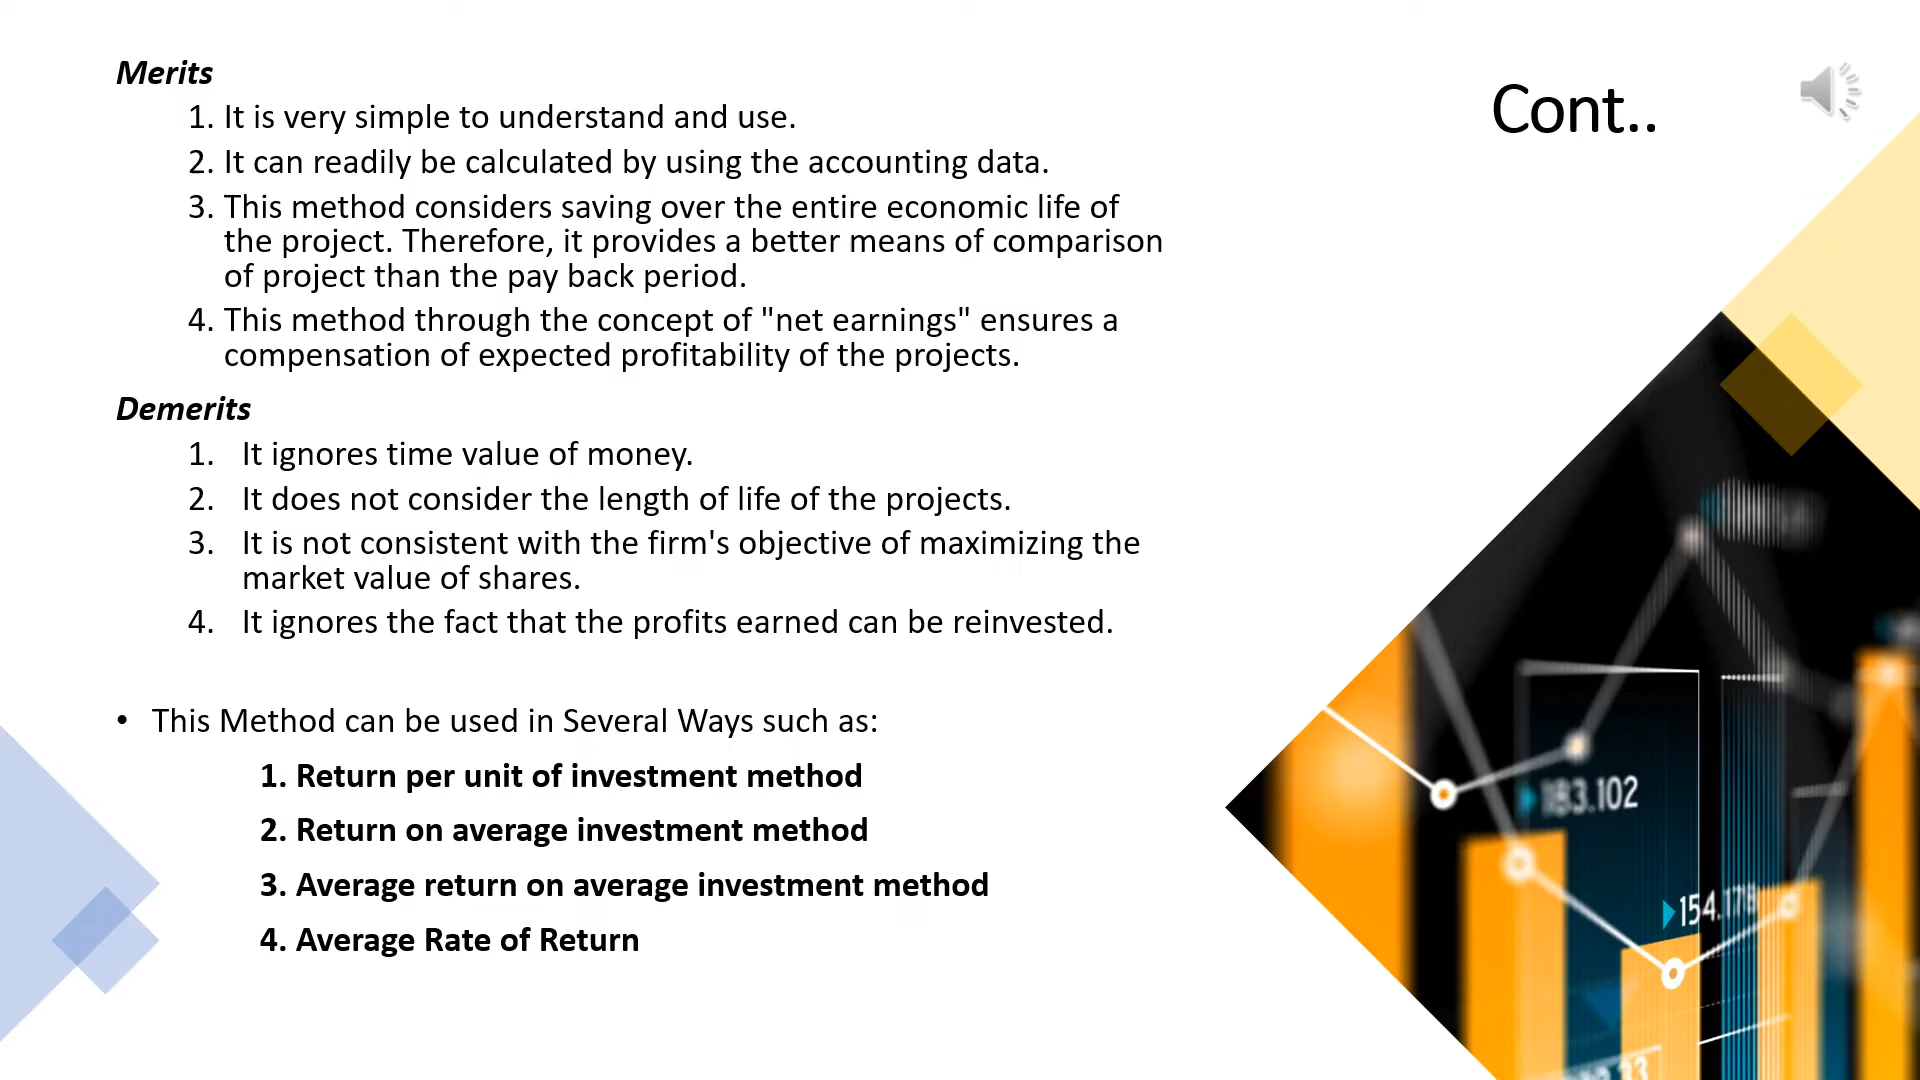 Merits
1. It is very simple to understand and use.
2. It can readily be calculated by using the accounting data.
3. This method considers saving over the entire economic life of
the project. Therefore, it provides a better means of comparison
of project than the pay back period.
4. This method through the concept of "net earnings" ensures a
compensation of expected profitability of the projects.
Demerits
1. It ignores time value of money.
2. It does not consider the length of life of the projects.
3. It is not consistent with the firm's objective of maximizing the
market value of shares.
4. It ignores the fact that the profits earned can be reinvested.
• This Method can be used in Several Ways such as:
1. Return per unit of investment method
2. Return on average investment method
3. Average return on average investment method
4. Average Rate of Return
Cont..
183.102
154.178